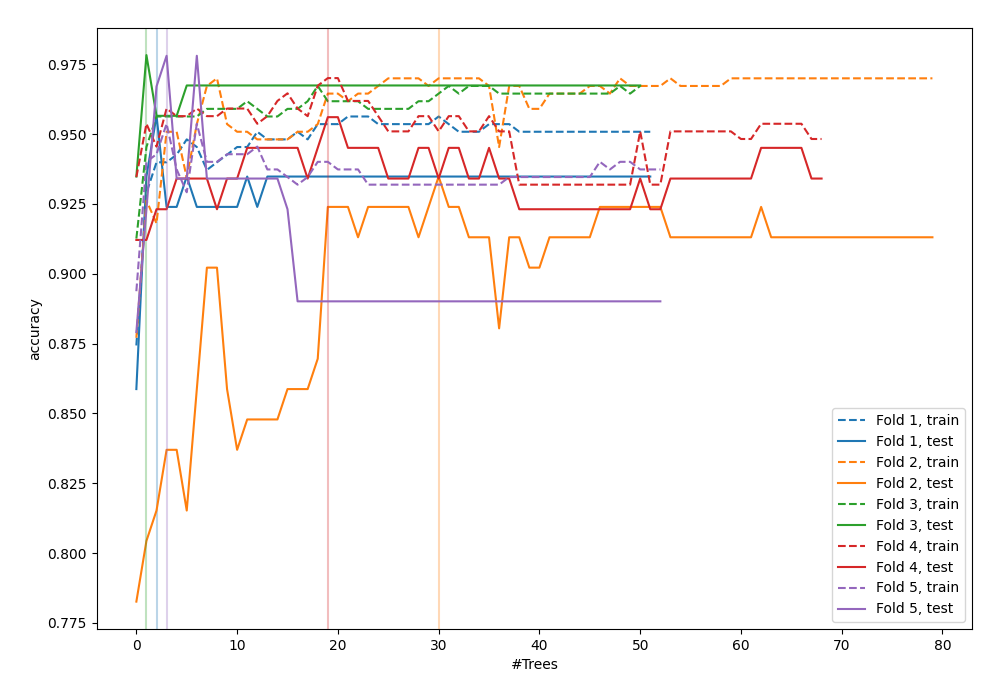 0.975
0.950
0.925
0.900
0.875
0.850
0.825
0.800
0.775
accuracy
0 10 20 30 40 50 60 70 80
#Trees
Fold 1, train
Fold 1, test
Fold 2, train
Fold 2, test
Fold 3, train
Fold 3, test
Fold 4, train
Fold 4, test
Fold 5, train
Fold 5, test